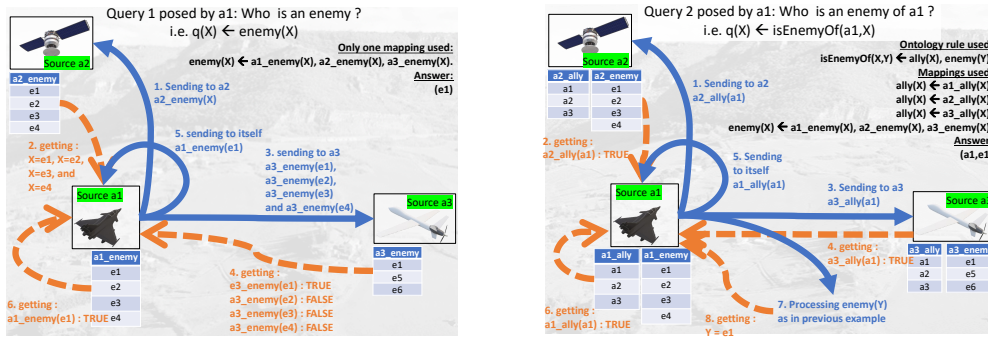 Query 1 posed by a1: Who is an enemy ?
i.e. q(X) ← enemy(X)
Source a2
Only one mapping used:
enemy(X) ← a1_enemy(X), a2_enemy(X), a3_enemy(X).
Answer:
(e1)
a2_enemy
e1
e2
e3
e4
1. Sending to a2
a2_enemy(X)
2. getting :
X=e1, X=e2,
X=e3, and
X=e4
5. sending to itself
a1_enemy(e1)
3. sending to a3
a3_enemy(e1),
a3_enemy(e2),
a3_enemy(e3)
and a3_enemy(e4)
Source a1
Source a3
a1_enemy
e1
e2
e3
e4
a3_enemy
e1
e5
e6
4. getting :
e3_enemy(e1) : TRUE
a3_enemy(e2) : FALSE
a3_enemy(e3) : FALSE
a3_enemy(e4) : FALSE
6. getting :
a1_enemy(e1) : TRUE
Query 2 posed by a1: Who is an enemy of a1 ?
i.e. q(X) ← isEnemyOf(a1,X)
Source a2
Ontology rule used
isEnemyOf(X,Y) ← ally(X), enemy(Y)
Mappings used
ally(X) ← a1_ally(X)
ally(X) ← a2_ally(X)
ally(X) ← a3_ally(X)
enemy(X) ← a1_enemy(X), a2_enemy(X), a3_enemy(X)
Answer
(a1,e1
a2_ally a2_enemy
a1 e1
a2 e2
a3 e3
e4
1. Sending to a2
a2_ally(a1)
2. getting :
a2_ally(a1) : TRUE
5. Sending
to itself
a1_ally(a1)
3. Sending to a3
a3_ally(a1)
Source a1
Source a
4. getting :
a3_ally(a1) : TRUE
a1_ally a1_enemy
a1 e1
a2 e2
a3 e3
e4
a3_ally a3_enem
a1 e1
a2 e5
a3 e6
6. getting :
a1_ally(a1) : TRUE
7. Processing enemy(Y)
as in previous example
8. getting :
Y = e1